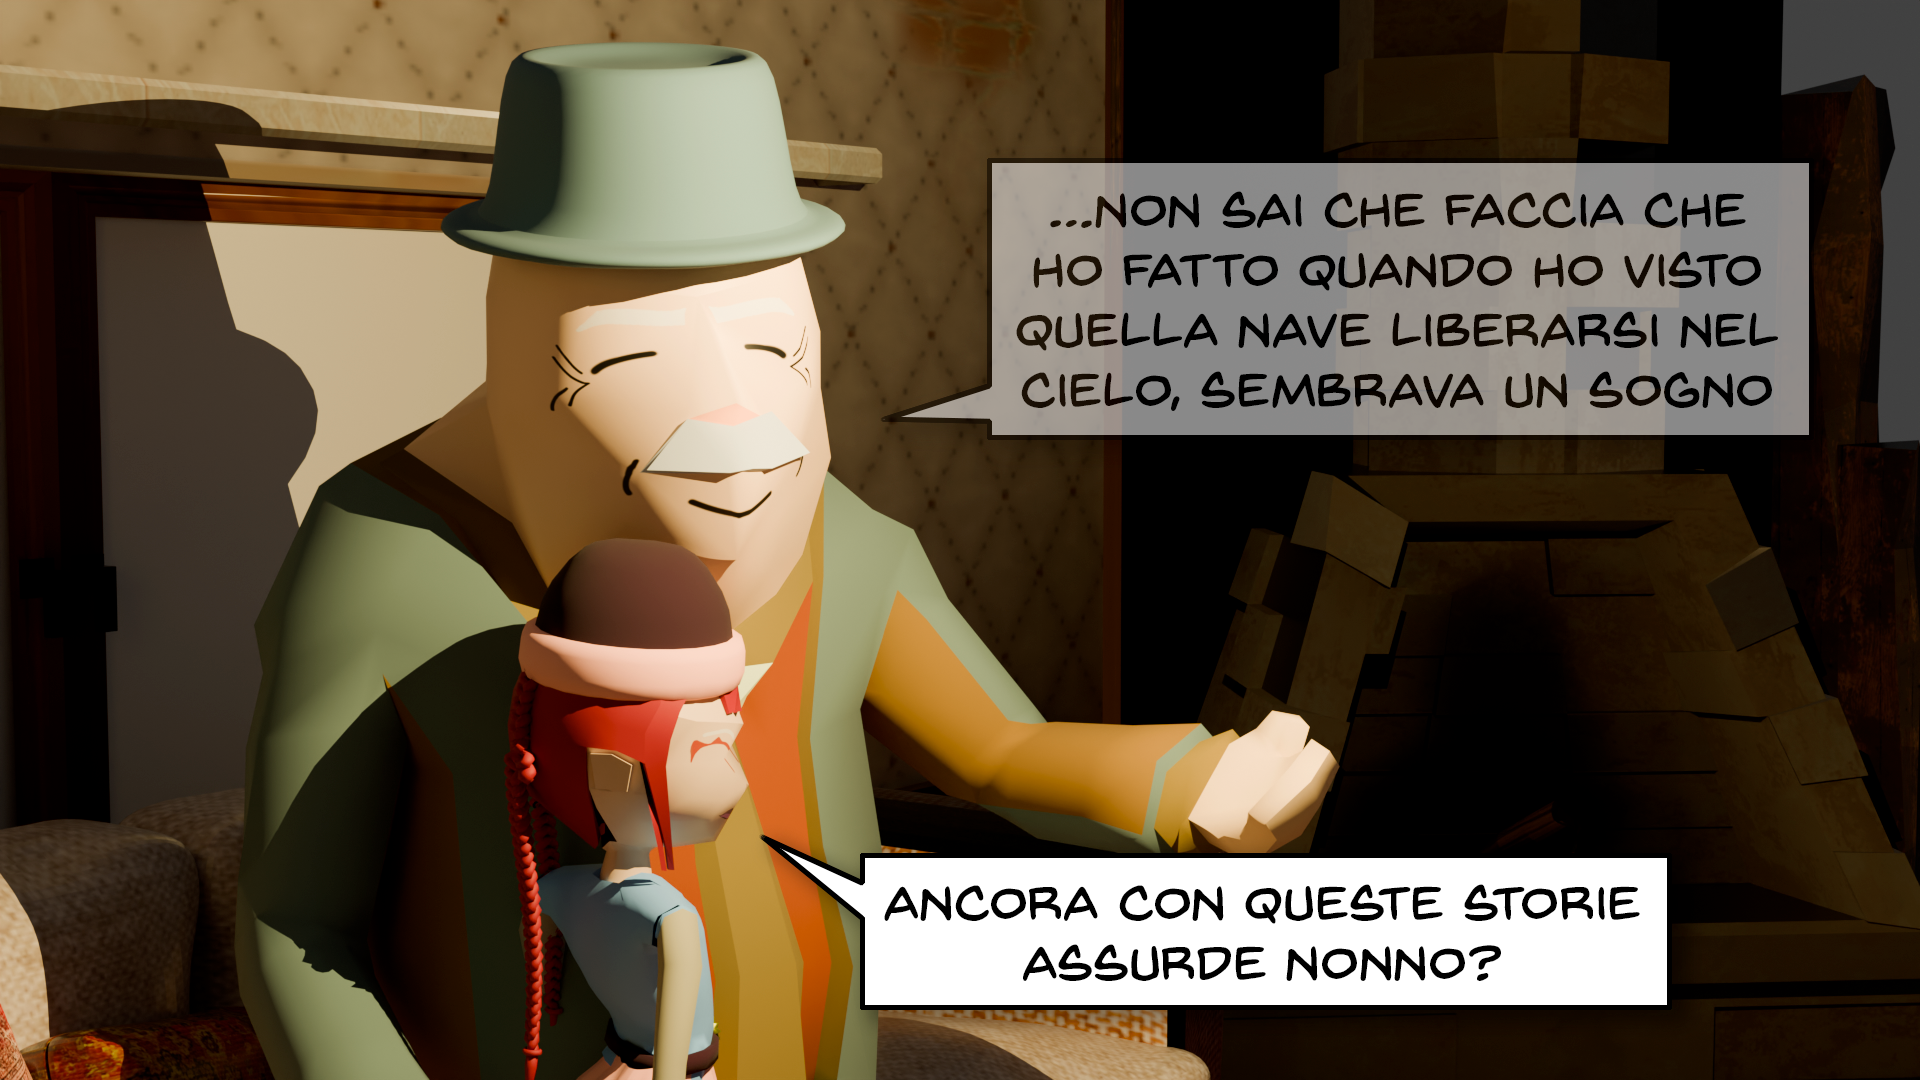 ...NON SAI CHE FACCIA CHE
HO FATTO QUANDO HO VISTO
QUELLA NAVE LIBERARSI NEL
CIELO, SEMBRAVA UN SOGNO
ANCORA CON QUESTE STORIE
ASSURDE NONNO?